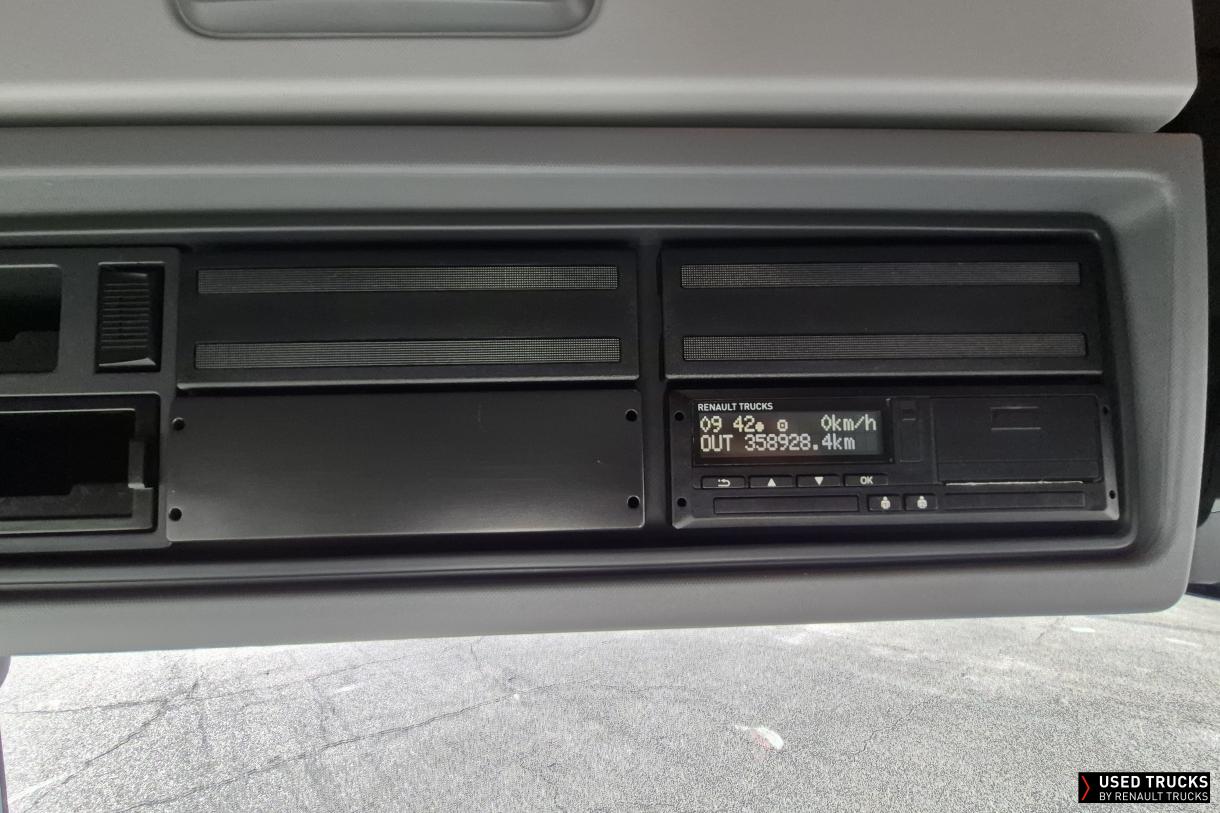 RENAULT TRUCKS
09 42 0km/h
OUT 358928.4km
OK
USED TRUCKS
BY RENAULT TRUCKS